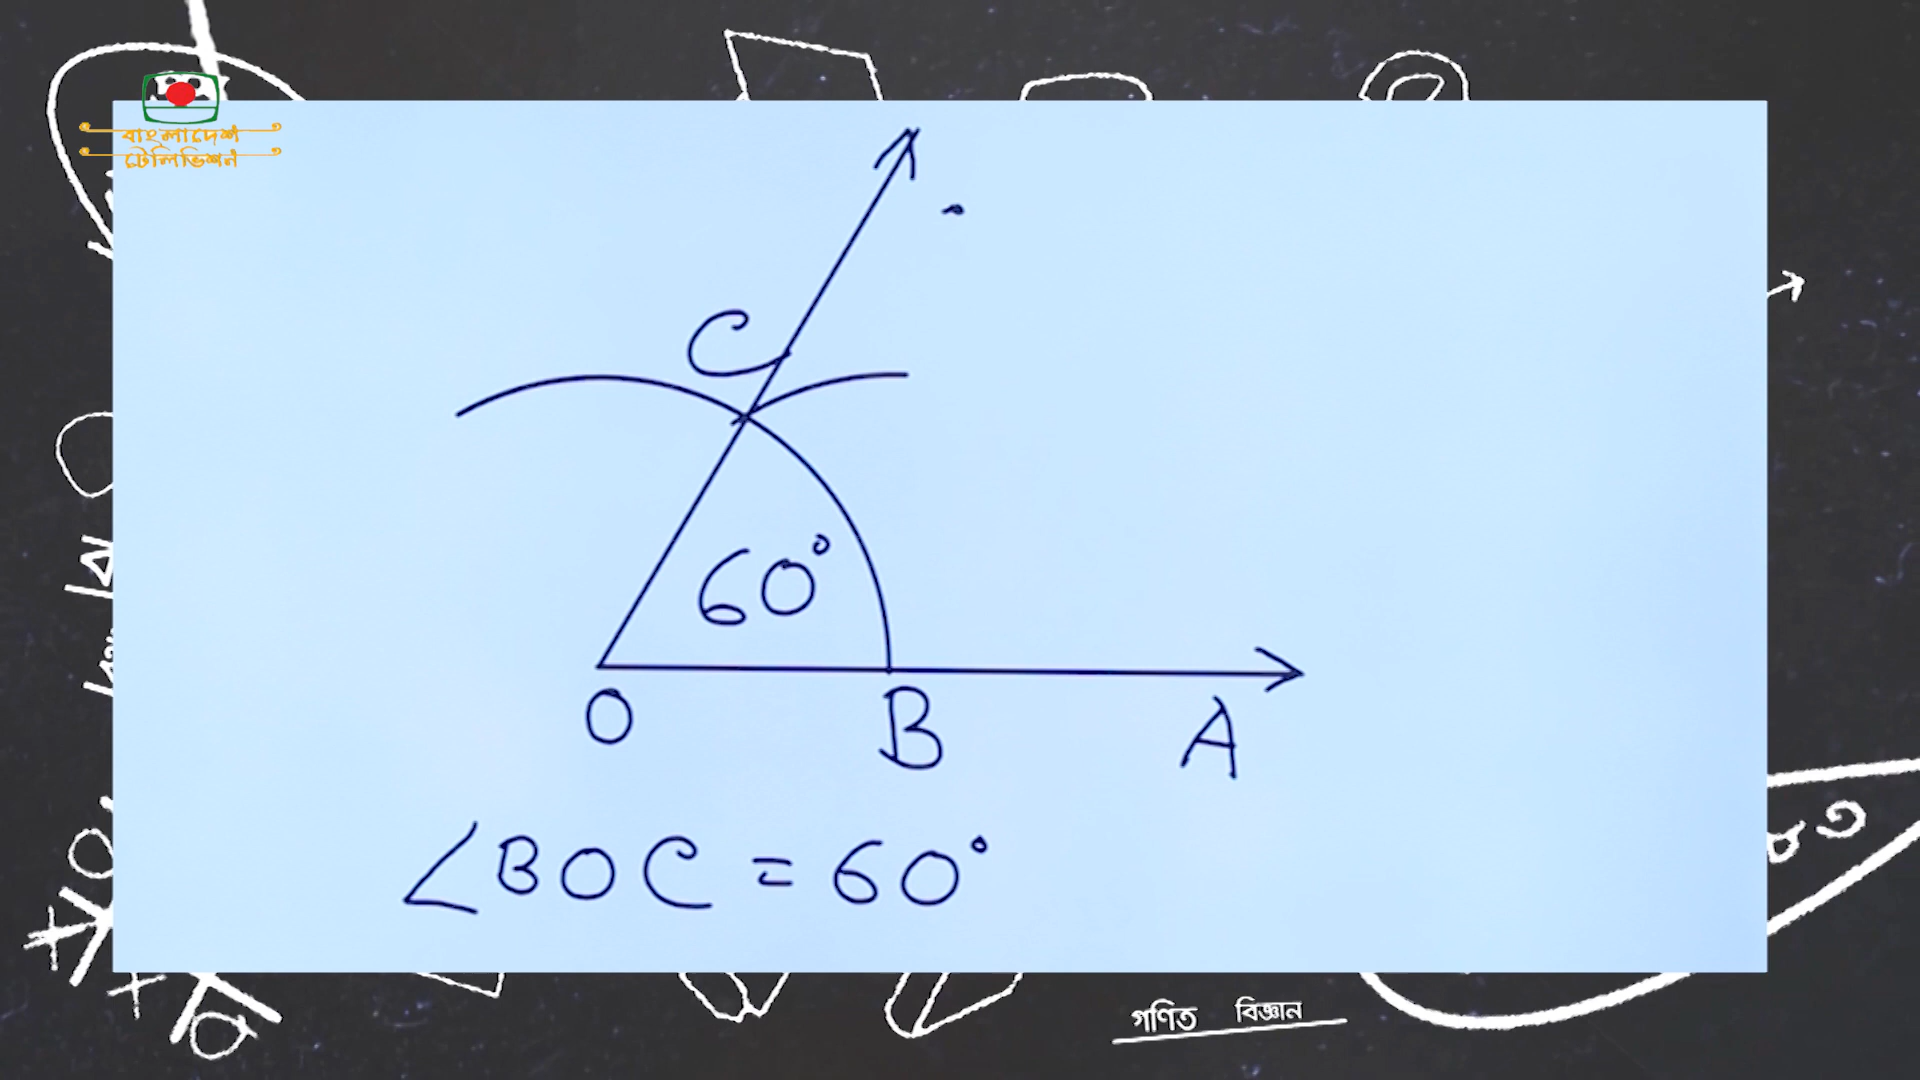 বাংলাদেশ
টেলিভিশন
C
60°
O B A
∠BOC = 60°
গণিত বিজ্ঞান